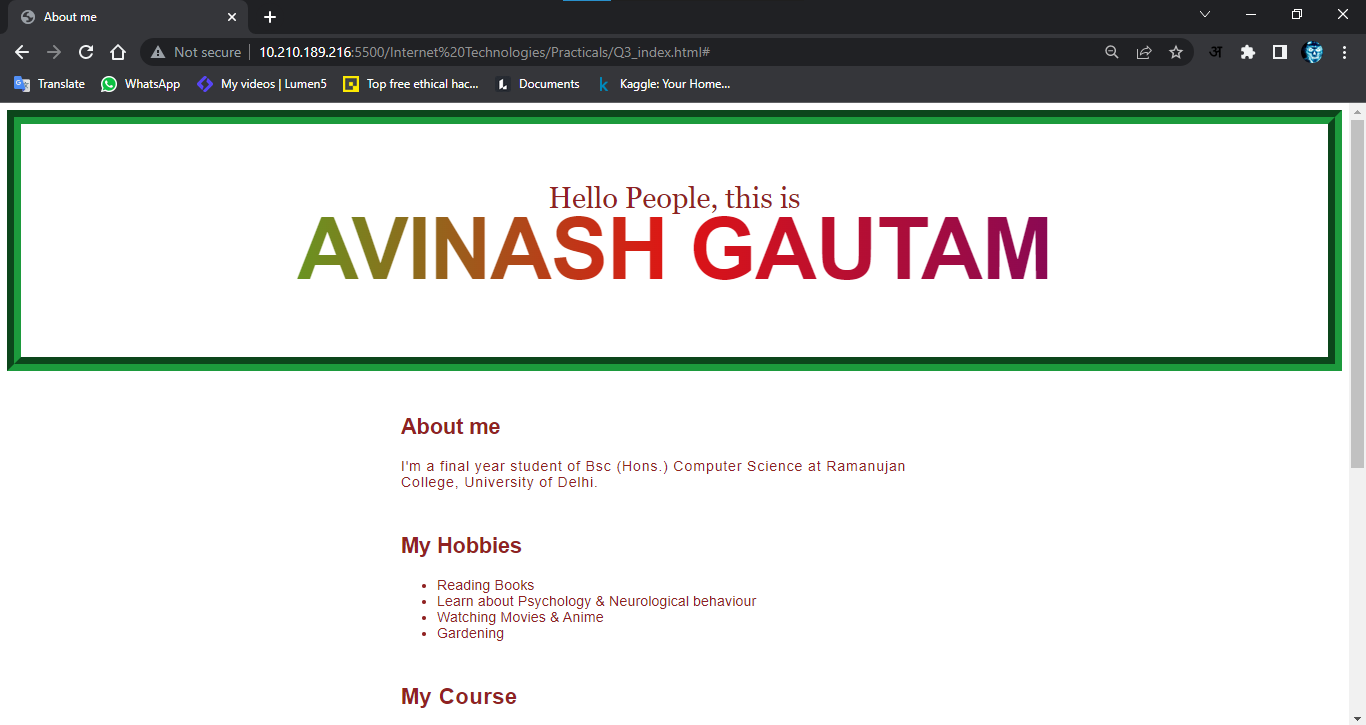 About me
Not secure 10.210.189.216:5500/Internet%20Technologies/Practicals/Q3_index.html#
अ
Translate WhatsApp My videos | Lumen5 Top free ethical hac... Documents Kaggle: Your Home...
Hello People, this is
AVINASH GAUTAM
About me
I'm a final year student of Bsc (Hons.) Computer Science at Ramanujan
College, University of Delhi.
My Hobbies
Reading Books
Learn about Psychology & Neurological behaviour
Watching Movies & Anime
Gardening
My Course